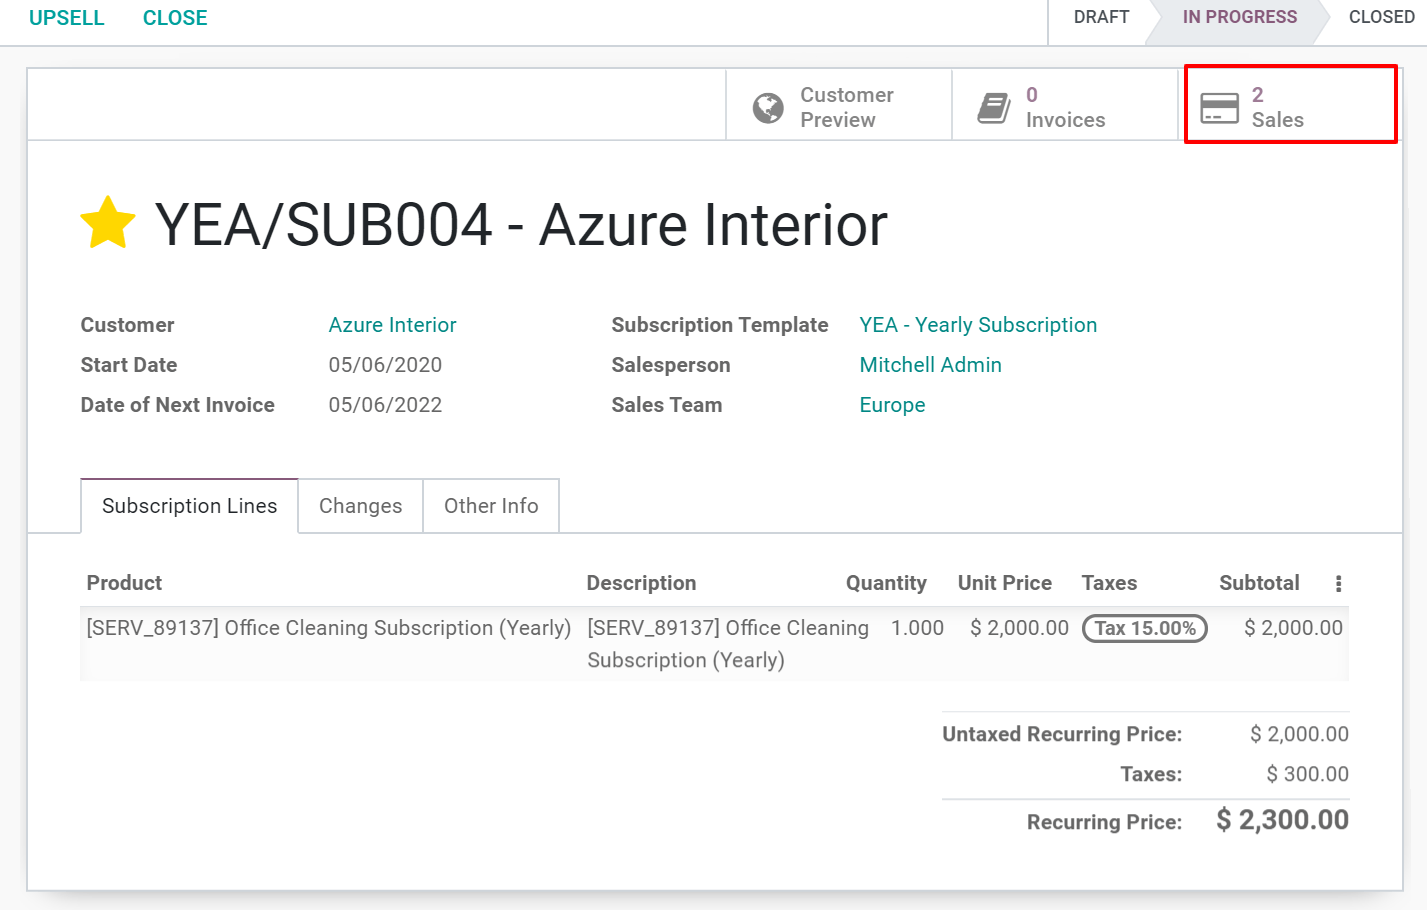 UPSELL CLOSE DRAFT IN PROGRESS CLOSED
Customer Preview
0 Invoices
2 Sales
YEA/SUB004 - Azure Interior
Customer Azure Interior Subscription Template YEA - Yearly Subscription
Start Date 05/06/2020 Salesperson Mitchell Admin
Date of Next Invoice 05/06/2022 Sales Team Europe
Subscription Lines Changes Other Info
Product Description Quantity Unit Price Taxes Subtotal
[SERV_89137] Office Cleaning Subscription (Yearly) [SERV_89137] Office Cleaning 1.000 $ 2,000.00 Tax 15.00% $ 2,000.00
Subscription (Yearly)
Untaxed Recurring Price: $ 2,000.00
Taxes: $ 300.00
Recurring Price: $ 2,300.00